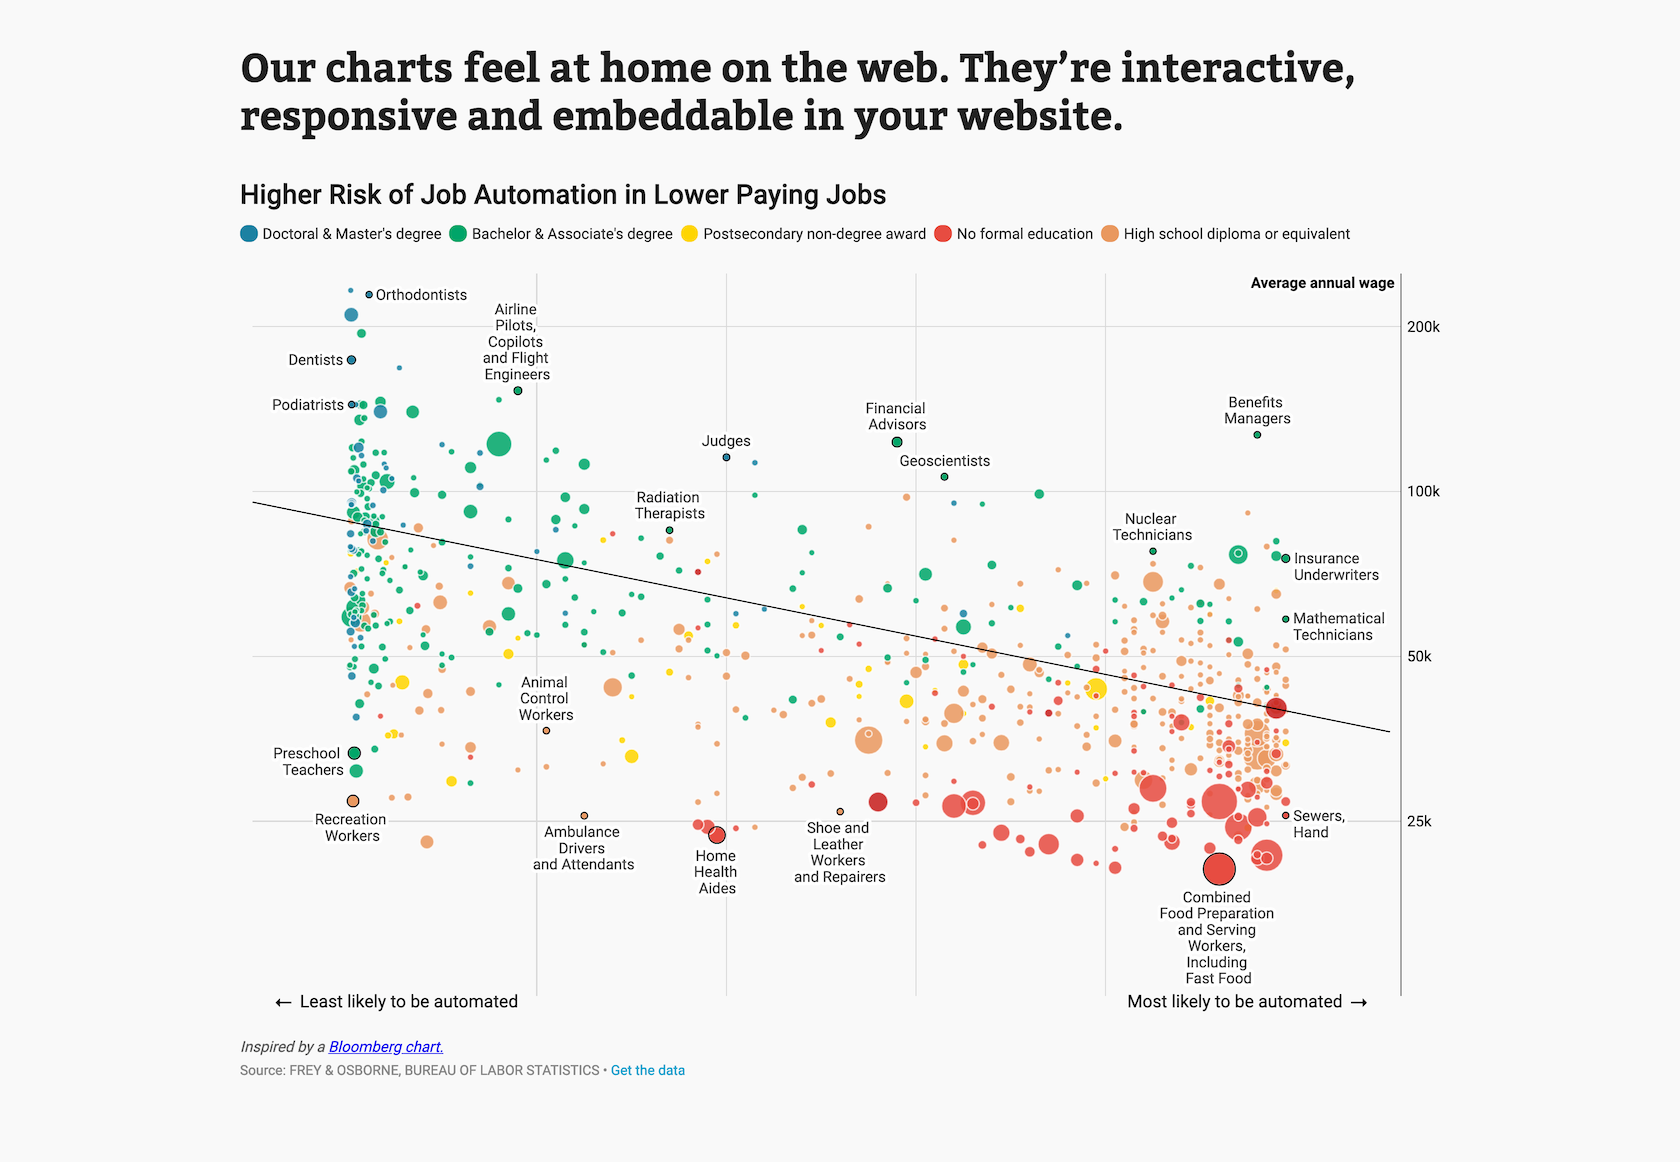 Our charts feel at home on the web. They’re interactive,
responsive and embeddable in your website.
Higher Risk of Job Automation in Lower Paying Jobs
Doctoral & Master's degree
Bachelor & Associate's degree
Postsecondary non-degree award
No formal education
High school diploma or equivalent
Average annual wage
Orthodontists
Airline
Pilots,
Copilots
and Flight
Engineers
200k
Dentists
Podiatrists
Financial
Advisors
Benefits
Managers
Judges
Geoscientists
100k
Radiation
Therapists
Nuclear
Technicians
Insurance
Underwriters
Mathematical
Technicians
50k
Animal
Control
Workers
Preschool
Teachers
Recreation
Workers
Ambulance
Drivers
and Attendants
Home
Health
Aides
Shoe and
Leather
Workers
and Repairers
Sewers,
Hand
25k
Combined
Food Preparation
and Serving
Workers,
Including
Fast Food
← Least likely to be automated
Most likely to be automated →
Inspired by a Bloomberg chart.
Source: FREY & OSBORNE, BUREAU OF LABOR STATISTICS • Get the data